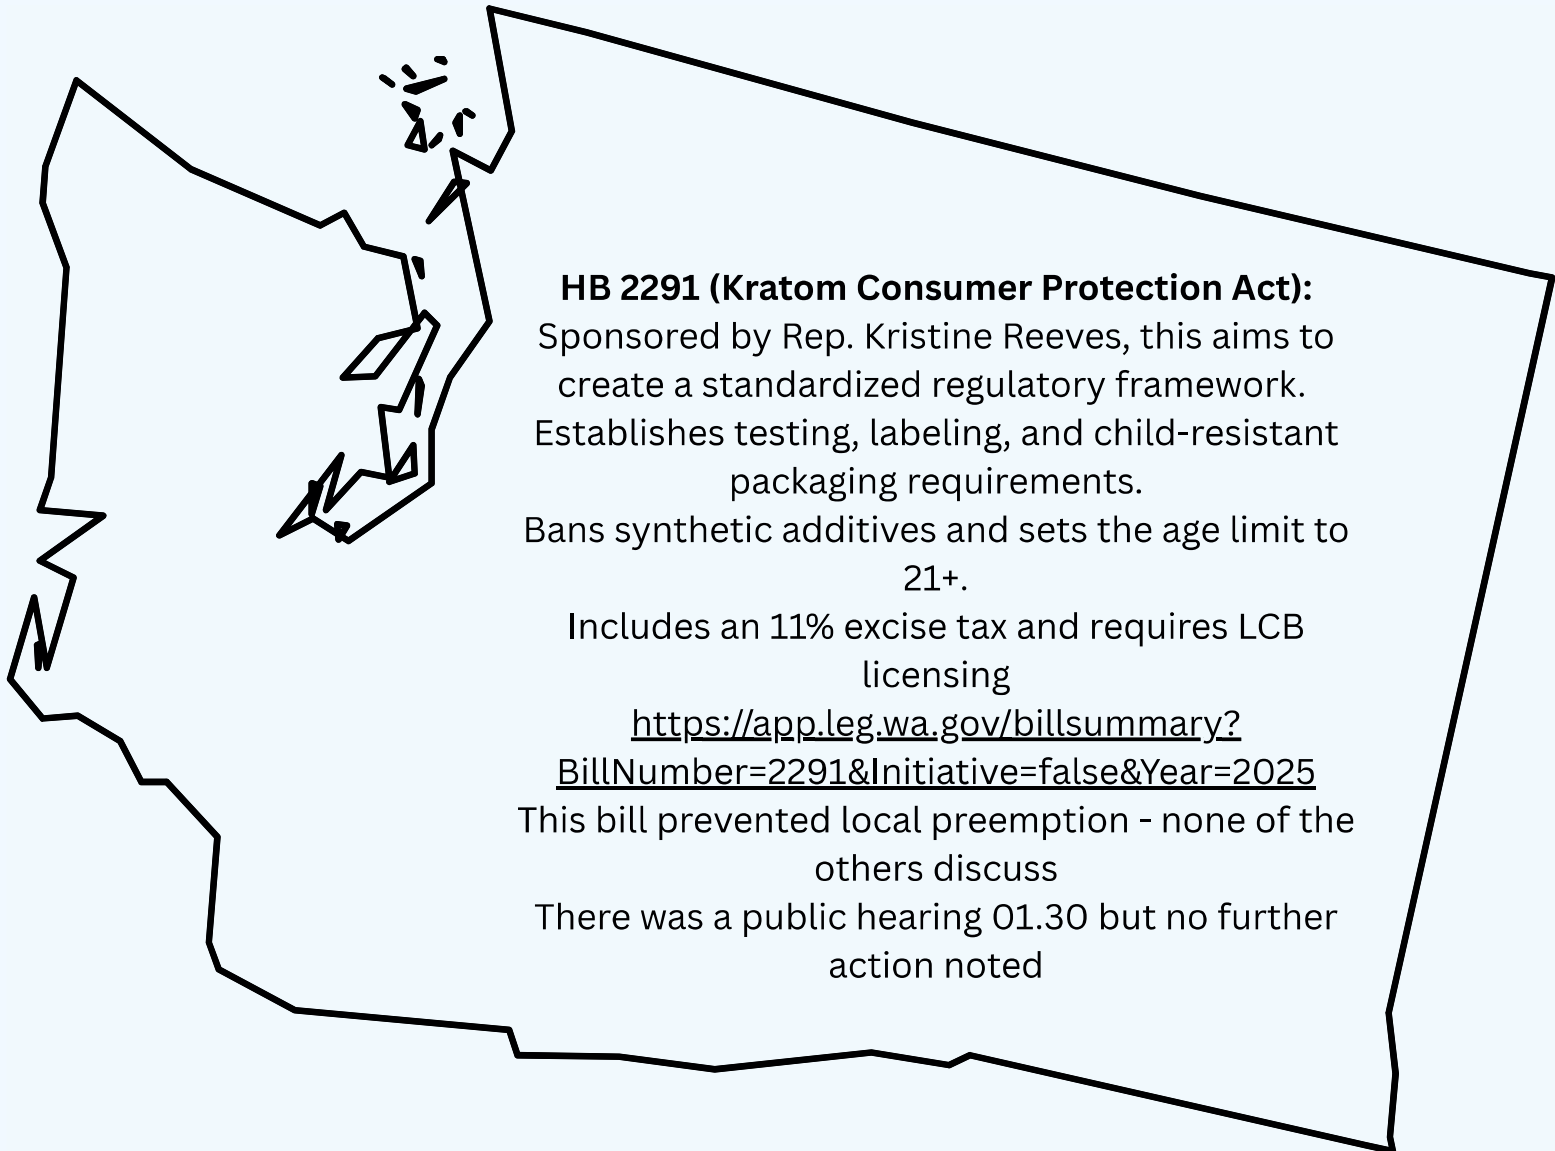 HB 2291 (Kratom Consumer Protection Act):
Sponsored by Rep. Kristine Reeves, this aims to
create a standardized regulatory framework.
Establishes testing, labeling, and child-resistant
packaging requirements.
Bans synthetic additives and sets the age limit to
21+.
Includes an 11% excise tax and requires LCB
licensing
https://app.leg.wa.gov/billsummary?
BillNumber=2291&Initiative=false&Year=2025
This bill prevented local preemption - none of the
others discuss
There was a public hearing 01.30 but no further
action noted